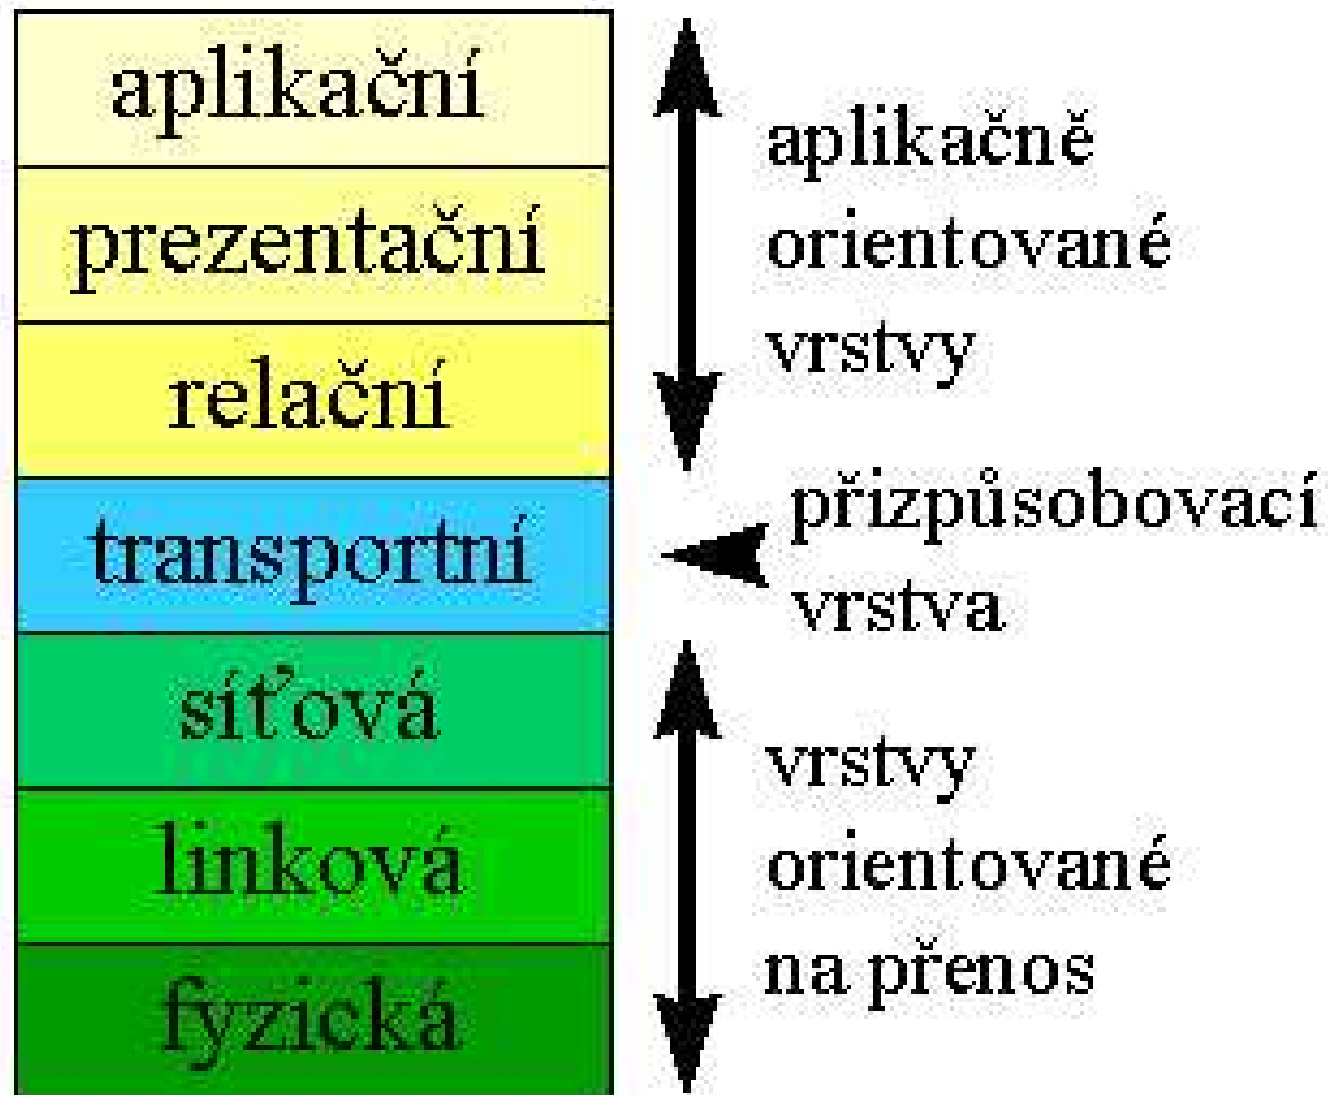 aplikační
prezentační
relační
transportní
síťová
linková
fyzická
aplikačně
orientované
vrstvy
přizpůsobovací
vrstva
vrstvy
orientované
na přenos